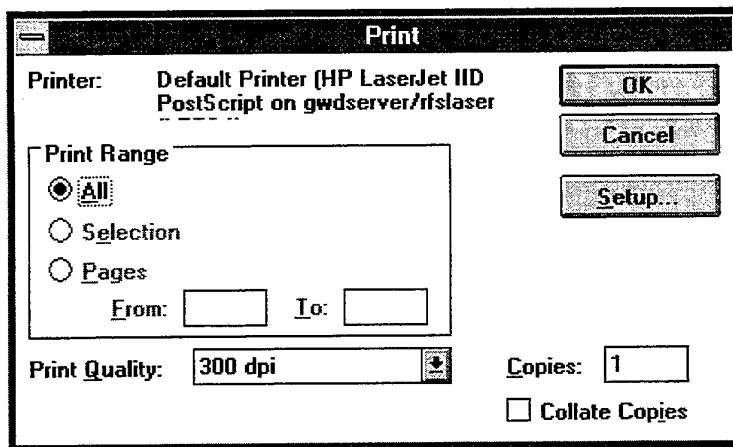 Print
Printer: Default Printer (HP LaserJet IID
PostScript on gwdserver/rfslaser
OK
Cancel
Setup...
Print Range
All
Selection
Pages
From: To:
Print Quality: 300 dpi
Copies: 1
Collate Copies